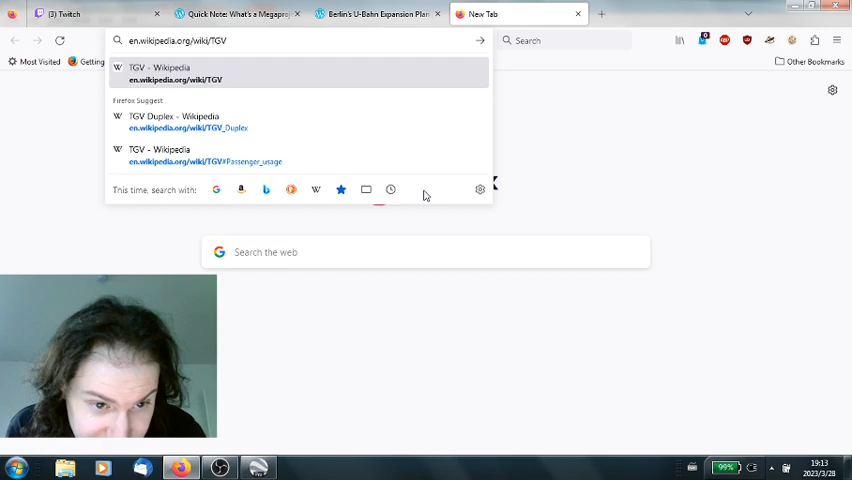 (3) Twitch
Quick Note: What's a Megaproj
Berlin's U-Bahn Expansion Plan
New Tab
en.wikipedia.org/wiki/TGV
Search
Most Visited
Getting
Other Bookmarks
TGV - Wikipedia
en.wikipedia.org/wiki/TGV
Firefox Suggest
TGV Duplex - Wikipedia
en.wikipedia.org/wiki/TGV_Duplex
TGV - Wikipedia
en.wikipedia.org/wiki/TGV#Passenger_usage
This time, search with:
Search the web
99%
19:13
2023/3/28